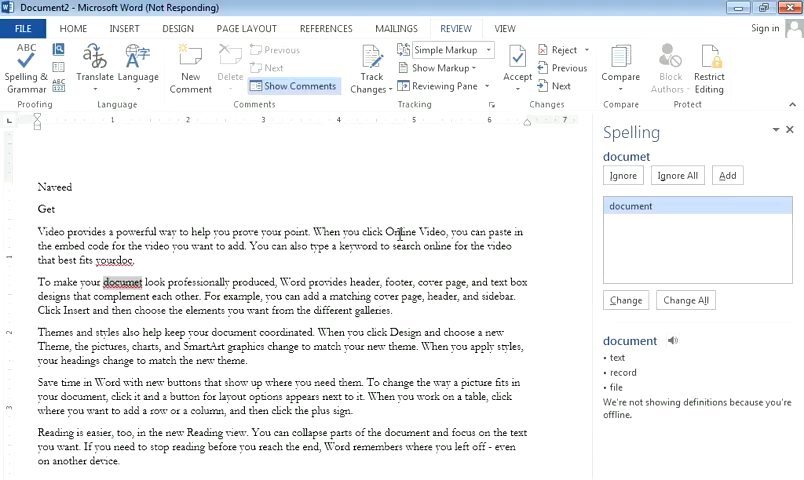 Document2 - Microsoft Word (Not Responding)
FILE HOME INSERT DESIGN PAGE LAYOUT REFERENCES MAILINGS REVIEW VIEW Sign in
ABC Spelling & Grammar
ABC 123
Translate
Language
New Comment
Delete
Previous
Next
Show Comments
Track Changes
Simple Markup
Show Markup
Reviewing Pane
Accept
Reject
Previous
Next
Compare
Block Authors
Restrict Editing
Proofing Language Comments Tracking Changes Compare Protect
L 1 2 3 4 5 6 7
Naveed
Get
Video provides a powerful way to help you prove your point. When you click Online Video, you can paste in
the embed code for the video you want to add. You can also type a keyword to search online for the video
1
that best fits yourdoc.
To make your documet look professionally produced, Word provides header, footer, cover page, and text box
designs that complement each other. For example, you can add a matching cover page, header, and sidebar.
Click Insert and then choose the elements you want from the different galleries.
2
Themes and styles also help keep your document coordinated. When you click Design and choose a new
Theme, the pictures, charts, and SmartArt graphics change to match your new theme. When you apply styles,
your headings change to match the new theme.
Save time in Word with new buttons that show up where you need them. To change the way a picture fits in
your document, click it and a button for layout options appears next to it. When you work on a table, click
3
where you want to add a row or a column, and then click the plus sign.
Reading is easier, too, in the new Reading view. You can collapse parts of the document and focus on the text
you want. If you need to stop reading before you reach the end, Word remembers where you left off - even
on another device.
Spelling
documet
Ignore Ignore All Add
document
Change Change All
document
• text
• record
• file
We're not showing definitions because you're
offline.